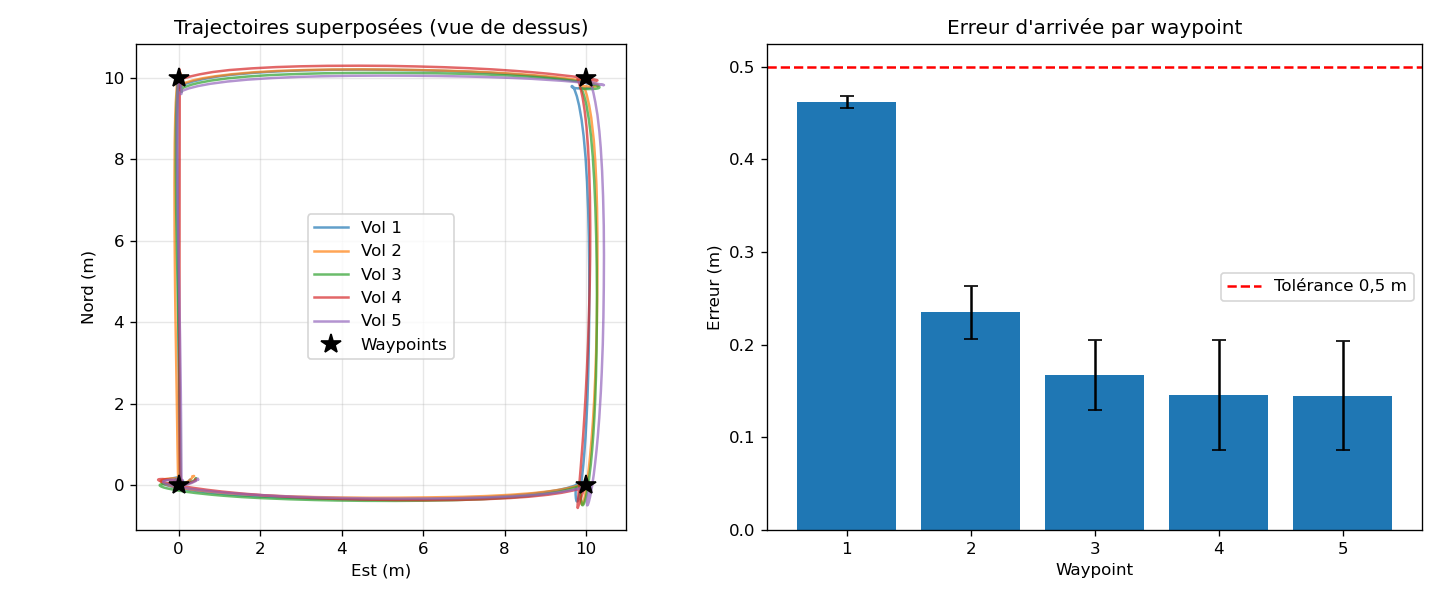 Trajectoires superposées (vue de dessus)
Nord (m)
10
8
6
4
2
0
0 2 4 6 8 10
Est (m)
Vol 1
Vol 2
Vol 3
Vol 4
Vol 5
Waypoints
Erreur d'arrivée par waypoint
Erreur (m)
0.5
0.4
0.3
0.2
0.1
0.0
1 2 3 4 5
Waypoint
Tolérance 0,5 m